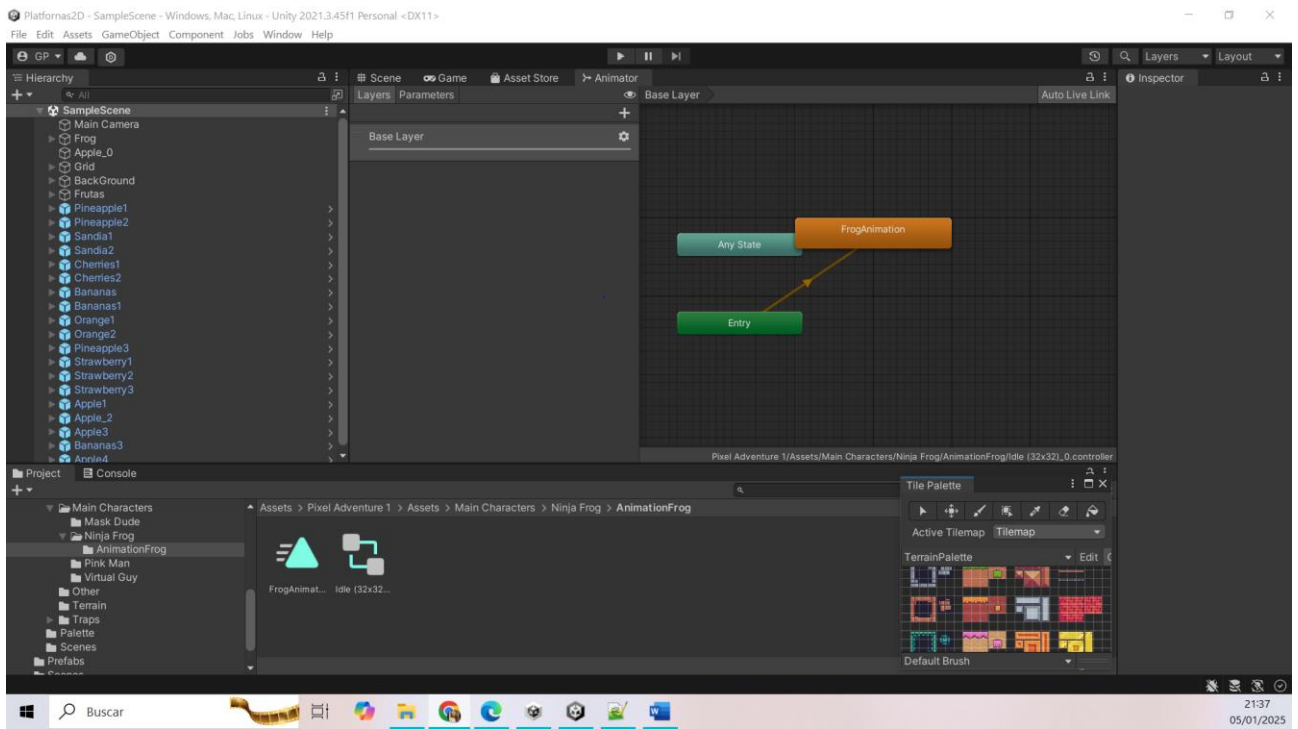 Platfornas2D - SampleScene - Windows, Mac, Linux - Unity 2021.3.45f1 Personal <DX11>
File Edit Assets GameObject Component Jobs Window Help
GP Layers Layout
Hierarchy
All
SampleScene
Main Camera
Frog
Apple_0
Grid
BackGround
Frutas
Pineapple1
Pineapple2
Sandia1
Sandia2
Cherries1
Cherries2
Bananas
Bananas1
Orange1
Orange2
Pineapple3
Strawberry1
Strawberry2
Strawberry3
Apple1
Apple_2
Apple3
Bananas3
Apple4
Scene Game Asset Store Animator
Layers Parameters Base Layer Auto Live Link
Base Layer
FrogAnimation
Any State
Entry
Pixel Adventure 1/Assets/Main Characters/Ninja Frog/AnimationFrog/Idle (32x32)_0.controller
Inspector
Project Console
Main Characters
Mask Dude
Ninja Frog
AnimationFrog
Pink Man
Virtual Guy
Other
Terrain
Traps
Palette
Scenes
Prefabs
Assets > Pixel Adventure 1 > Assets > Main Characters > Ninja Frog > AnimationFrog
FrogAnimat... Idle (32x32...
Tile Palette
Active Tilemap Tilemap
TerrainPalette Edit
Default Brush
Buscar
21:37
05/01/2025